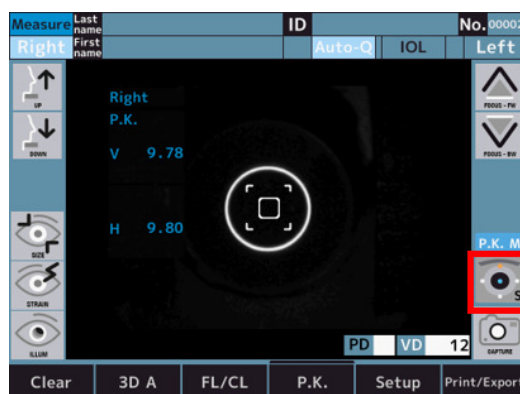 Measure Last name ID No. 00002
Right First name Auto-Q IOL Left
UP
FOCUS - FW
DOWN
FOCUS - BW
Right
P.K.
V 9.78
H 9.80
P.K. M
SIZE
S
STRAIN
ILLUM
CAPTURE
PD VD 12
Clear 3D A FL/CL P.K. Setup Print/Export